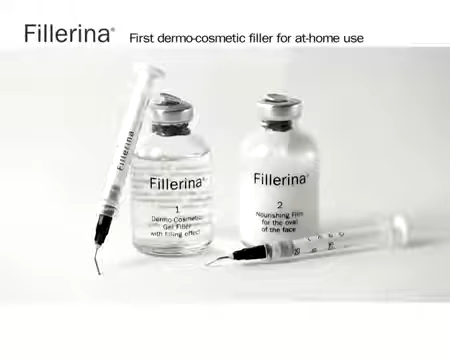 Fillerina® First dermo-cosmetic filler for at-home use
Fillerina
Fillerina®
1
Dermo-Cosmetic
Gel Filler
with filling effect
Fillerina®
2
Nourishing Film
for the oval
of the face